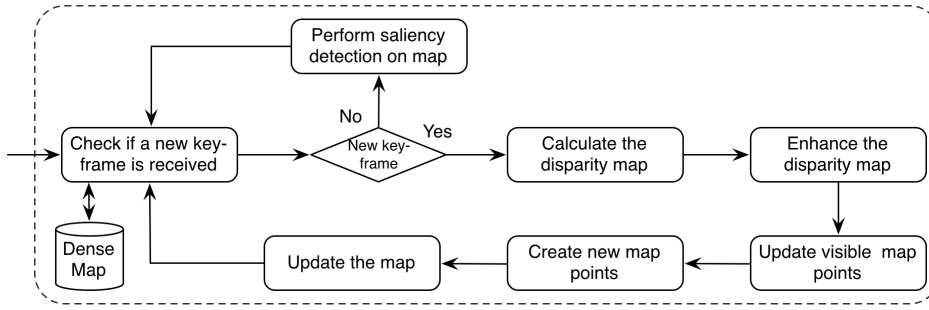 Perform saliency
detection on map
No
Yes
Check if a new key-
frame is received
New key-
frame
Calculate the
disparity map
Enhance the
disparity map
Dense
Map
Update the map
Create new map
points
Update visible map
points